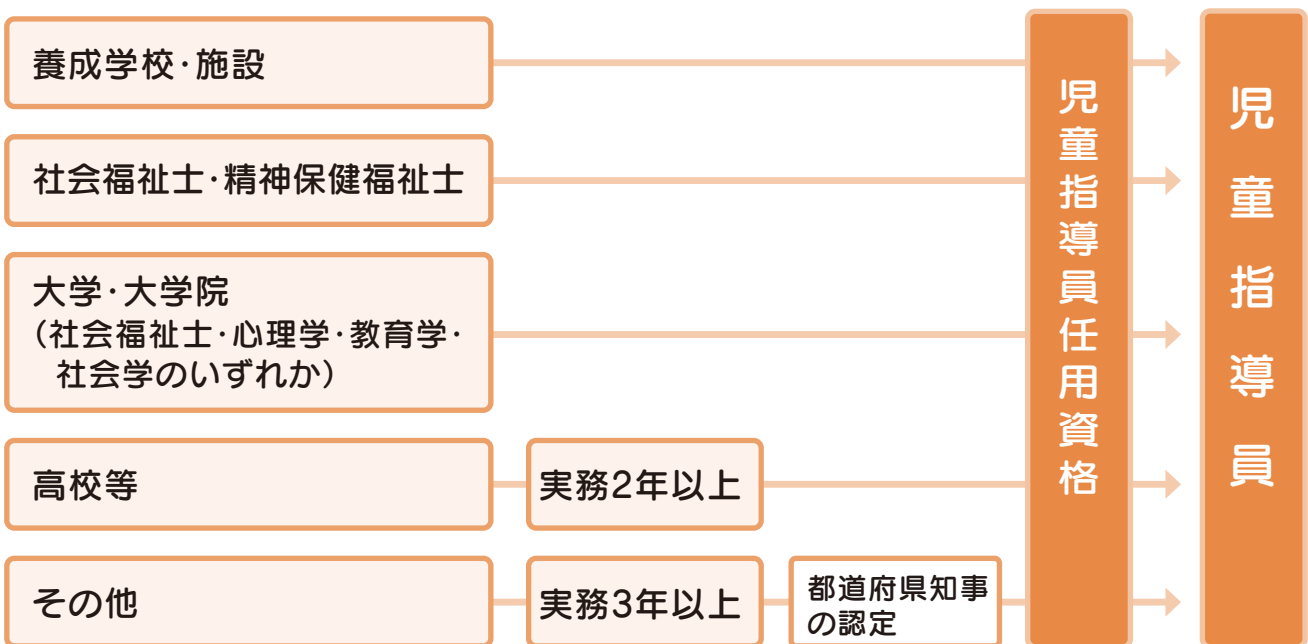 養成学校・施設
社会福祉士・精神保健福祉士
大学・大学院
（社会福祉士・心理学・教育学・
社会学のいずれか）
高校等
実務2年以上
その他
実務3年以上
都道府県知事
の認定
児童指導員任用資格
児童指導員